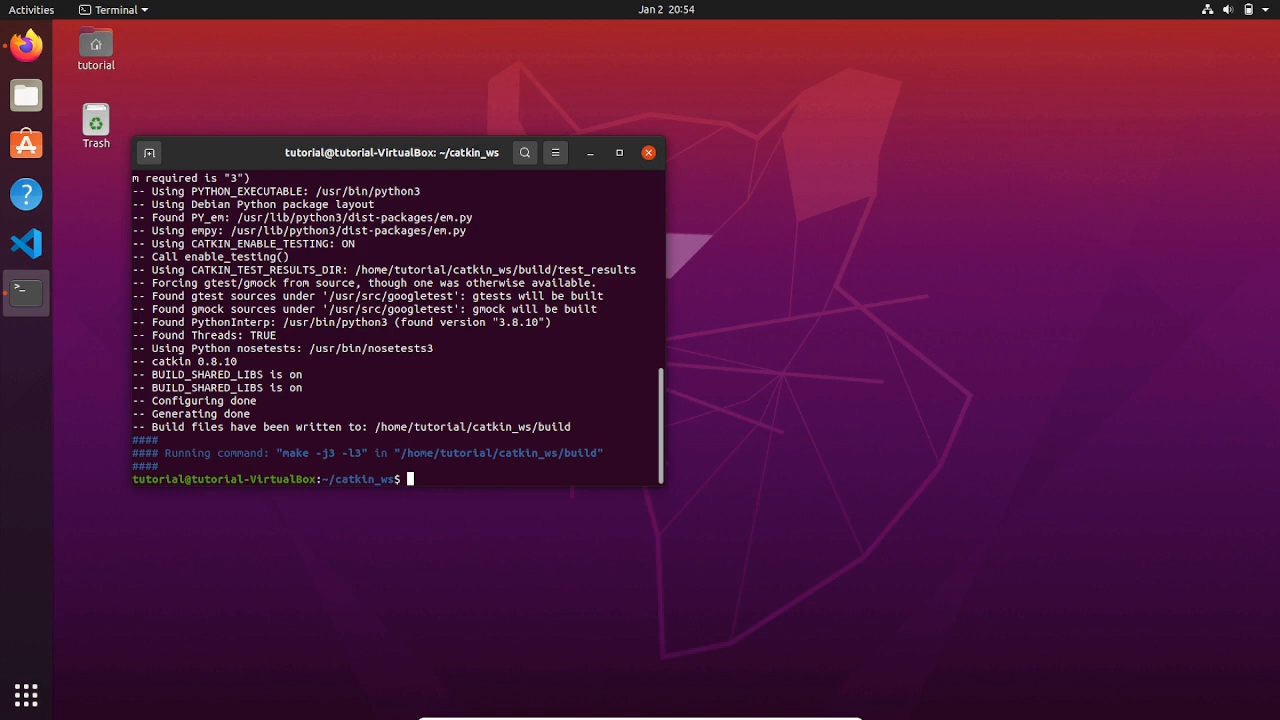 Activities
Terminal
Jan 2 20:54
tutorial
Trash
tutorial@tutorial-VirtualBox: ~/catkin_ws
m required is "3")
-- Using PYTHON_EXECUTABLE: /usr/bin/python3
-- Using Debian Python package layout
-- Found PY_em: /usr/lib/python3/dist-packages/em.py
-- Using empy: /usr/lib/python3/dist-packages/em.py
-- Using CATKIN_ENABLE_TESTING: ON
-- Call enable_testing()
-- Using CATKIN_TEST_RESULTS_DIR: /home/tutorial/catkin_ws/build/test_results
-- Forcing gtest/gmock from source, though one was otherwise available.
-- Found gtest sources under '/usr/src/googletest': gtests will be built
-- Found gmock sources under '/usr/src/googletest': gmock will be built
-- Found PythonInterp: /usr/bin/python3 (found version "3.8.10")
-- Found Threads: TRUE
-- Using Python nosetests: /usr/bin/nosetests3
-- catkin 0.8.10
-- BUILD_SHARED_LIBS is on
-- BUILD_SHARED_LIBS is on
-- Configuring done
-- Generating done
-- Build files have been written to: /home/tutorial/catkin_ws/build
####
#### Running command: "make -j3 -l3" in "/home/tutorial/catkin_ws/build"
####
tutorial@tutorial-VirtualBox:~/catkin_ws$